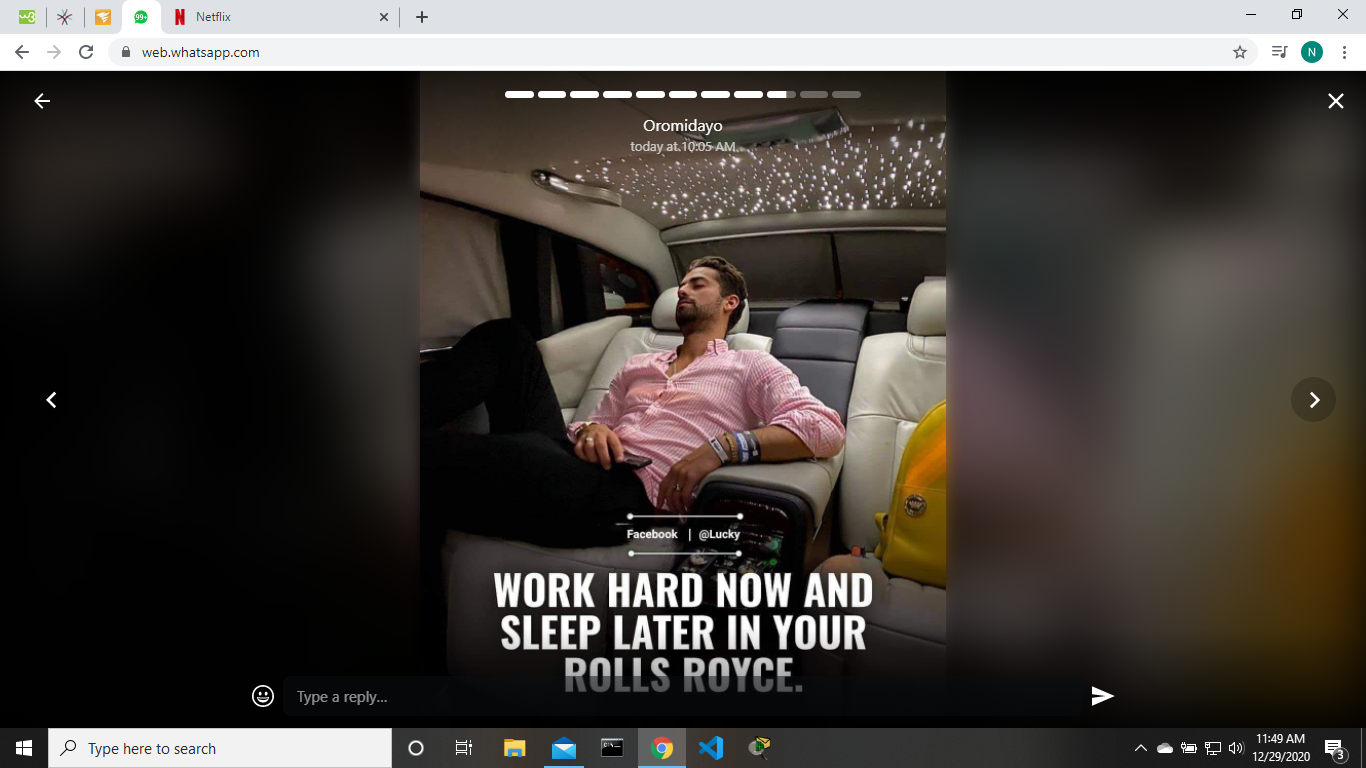 w3
99+
Netflix
web.whatsapp.com
N
Oromidayo
today at 10:05 AM
Facebook | @Lucky
WORK HARD NOW AND
SLEEP LATER IN YOUR
ROLLS ROYCE.
Type a reply...
Type here to search
11:49 AM
12/29/2020
3